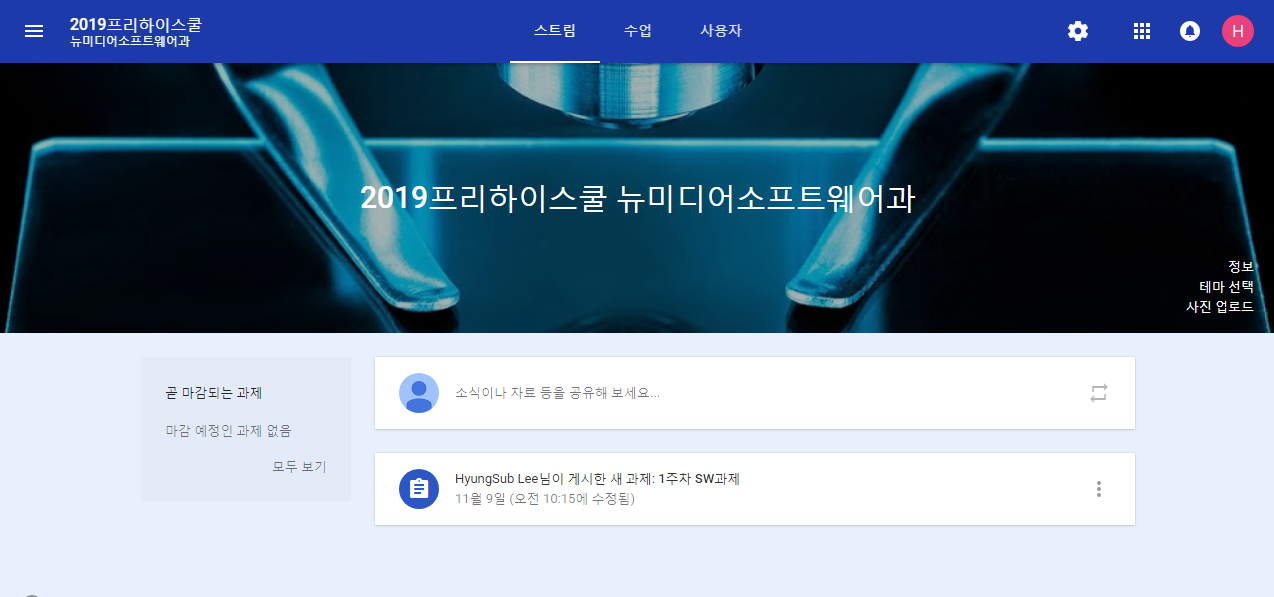 2019프리하이스쿨
뉴미디어소프트웨어과
스트림
수업
사용자
H
2019프리하이스쿨 뉴미디어소프트웨어과
정보
테마 선택
사진 업로드
곧 마감되는 과제
마감 예정인 과제 없음
모두 보기
소식이나 자료 등을 공유해 보세요...
HyungSub Lee님이 게시한 새 과제: 1주차 SW과제
11월 9일 (오전 10:15에 수정됨)